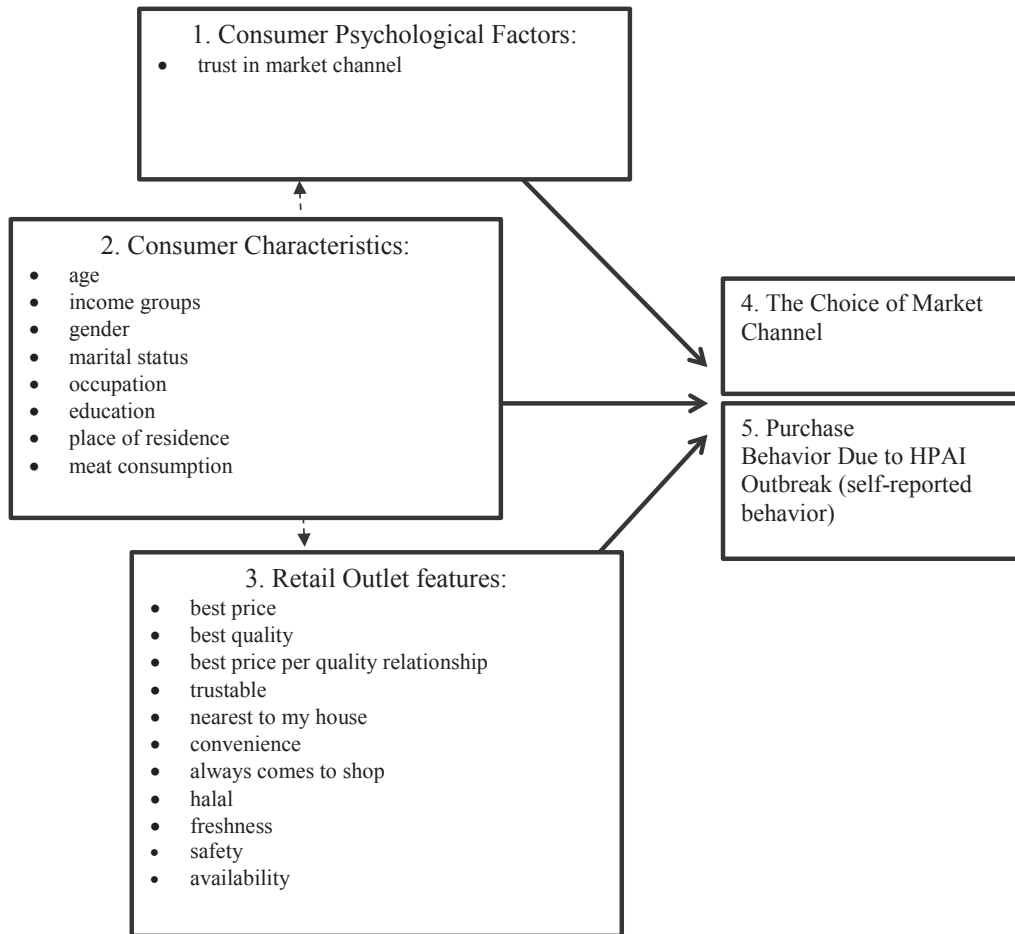 1. Consumer Psychological Factors:
• trust in market channel
2. Consumer Characteristics:
• age
• income groups
• gender
• marital status
• occupation
• education
• place of residence
• meat consumption
3. Retail Outlet features:
• best price
• best quality
• best price per quality relationship
• trustable
• nearest to my house
• convenience
• always comes to shop
• halal
• freshness
• safety
• availability
4. The Choice of Market
Channel
5. Purchase
Behavior Due to HPAI
Outbreak (self-reported
behavior)